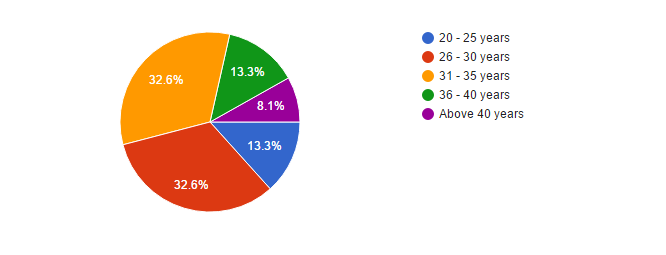 20 - 25 years
26 - 30 years
31 - 35 years
36 - 40 years
Above 40 years
32.6%
13.3%
8.1%
13.3%
32.6%